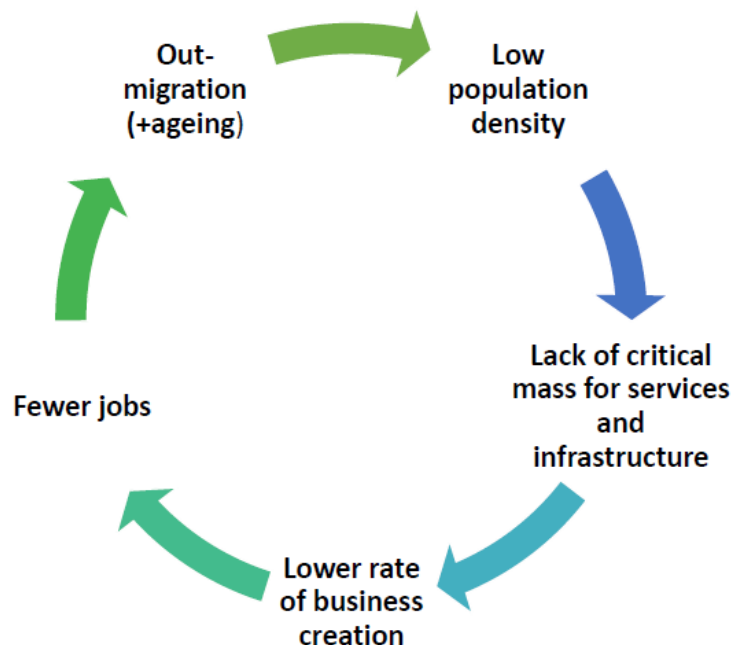 Out-
migration
(+ageing)
Low
population
density
Lack of critical
mass for services
and
infrastructure
Lower rate
of business
creation
Fewer jobs